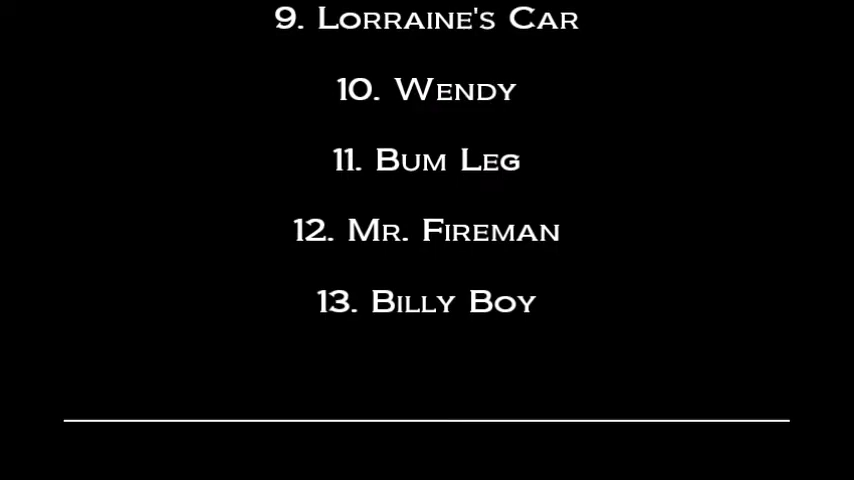 9. Lorraine's Car
10. Wendy
11. Bum Leg
12. Mr. Fireman
13. Billy Boy